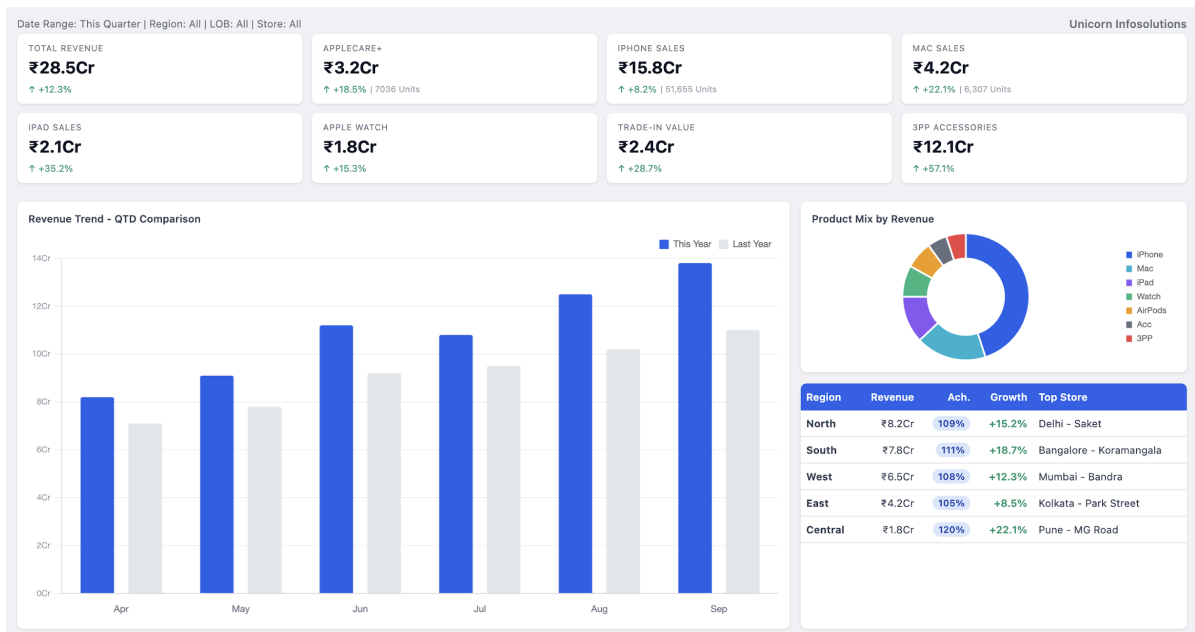 Date Range: This Quarter | Region: All | LOB: All | Store: All
Unicorn Infosolutions
TOTAL REVENUE
₹28.5Cr
↑ +12.3%
APPLECARE+
₹3.2Cr
↑ +18.5% | 7036 Units
IPHONE SALES
₹15.8Cr
↑ +8.2% | 51,655 Units
MAC SALES
₹4.2Cr
↑ +22.1% | 6,307 Units
IPAD SALES
₹2.1Cr
↑ +35.2%
APPLE WATCH
₹1.8Cr
↑ +15.3%
TRADE-IN VALUE
₹2.4Cr
↑ +28.7%
3PP ACCESSORIES
₹12.1Cr
↑ +57.1%
Revenue Trend - QTD Comparison
This Year Last Year
14Cr
12Cr
10Cr
8Cr
6Cr
4Cr
2Cr
0Cr
Apr May Jun Jul Aug Sep
Product Mix by Revenue
iPhone
Mac
iPad
Watch
AirPods
Acc
3PP
Region Revenue Ach. Growth Top Store
North ₹8.2Cr 109% +15.2% Delhi - Saket
South ₹7.8Cr 111% +18.7% Bangalore - Koramangala
West ₹6.5Cr 108% +12.3% Mumbai - Bandra
East ₹4.2Cr 105% +8.5% Kolkata - Park Street
Central ₹1.8Cr 120% +22.1% Pune - MG Road